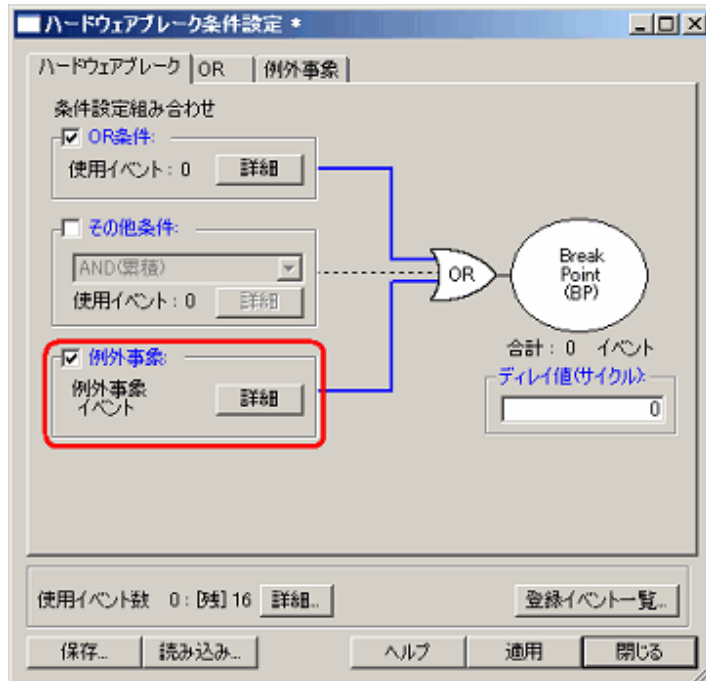 ハードウェアブレーク条件設定 *
ハードウェアブレーク OR 例外事象
条件設定組み合わせ
OR条件:
使用イベント: 0 詳細
その他条件:
AND(累積)
使用イベント: 0 詳細
OR
Break
Point
(BP)
合計: 0 イベント
例外事象:
例外事象
イベント
詳細
ディレイ値(サイクル):
0
使用イベント数 0: [残] 16 詳細... 登録イベント一覧...
保存... 読み込み... ヘルプ 適用 閉じる